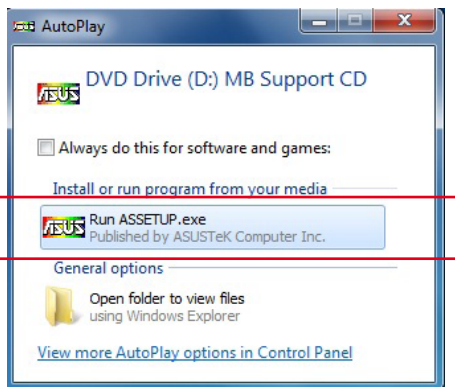 AutoPlay
DVD Drive (D:) MB Support CD
ASUS
Always do this for software and games:
Install or run program from your media
ASUS
Run ASSETUP.exe
Published by ASUSTeK Computer Inc.
General options
Open folder to view files
using Windows Explorer
View more AutoPlay options in Control Panel